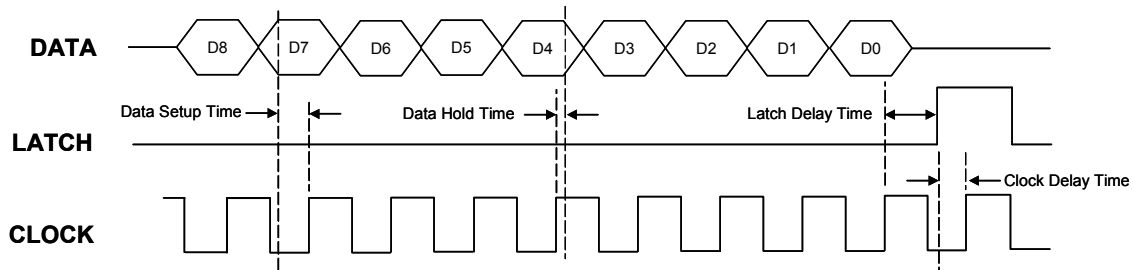 DATA
D8 D7 D6 D5 D4 D3 D2 D1 D0
Data Setup Time
Data Hold Time
Latch Delay Time
LATCH
Clock Delay Time
CLOCK